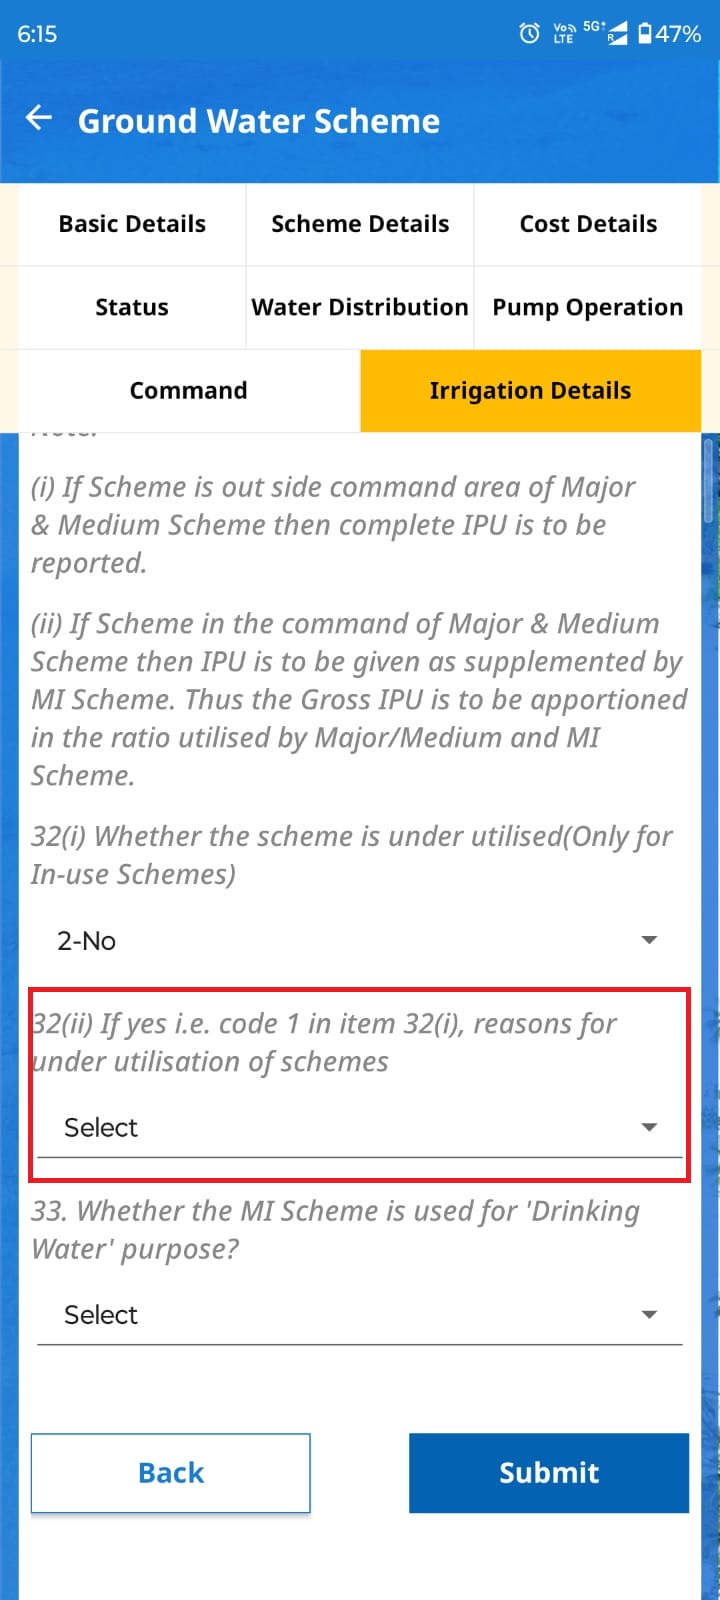 6:15
Vo LTE 5G+ R 47%
Ground Water Scheme
Basic Details Scheme Details Cost Details
Status Water Distribution Pump Operation
Command Irrigation Details
(i) If Scheme is out side command area of Major
& Medium Scheme then complete IPU is to be
reported.
(ii) If Scheme in the command of Major & Medium
Scheme then IPU is to be given as supplemented by
MI Scheme. Thus the Gross IPU is to be apportioned
in the ratio utilised by Major/Medium and MI
Scheme.
32(i) Whether the scheme is under utilised(Only for
In-use Schemes)
2-No
32(ii) If yes i.e. code 1 in item 32(i), reasons for
under utilisation of schemes
Select
33. Whether the MI Scheme is used for 'Drinking
Water' purpose?
Select
Back Submit